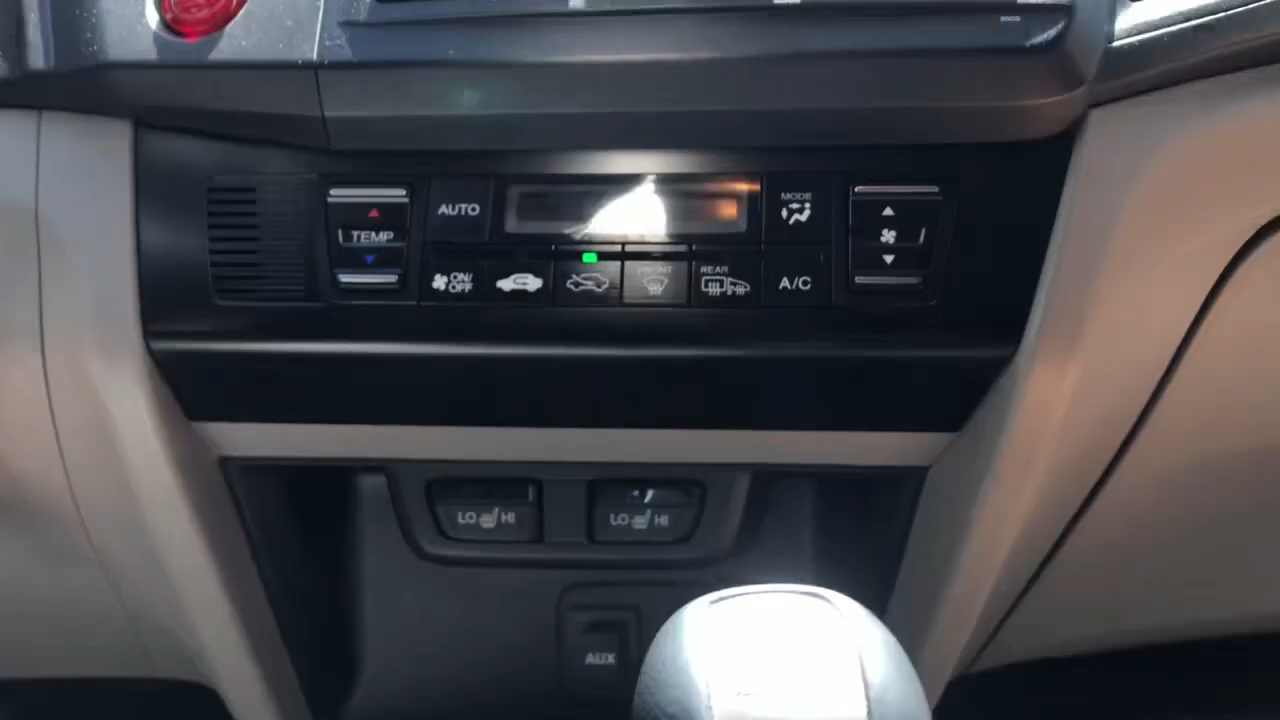 AUTO
MODE
TEMP
ON/
OFF
FRONT
REAR
A/C
LO HI
LO HI
AUX